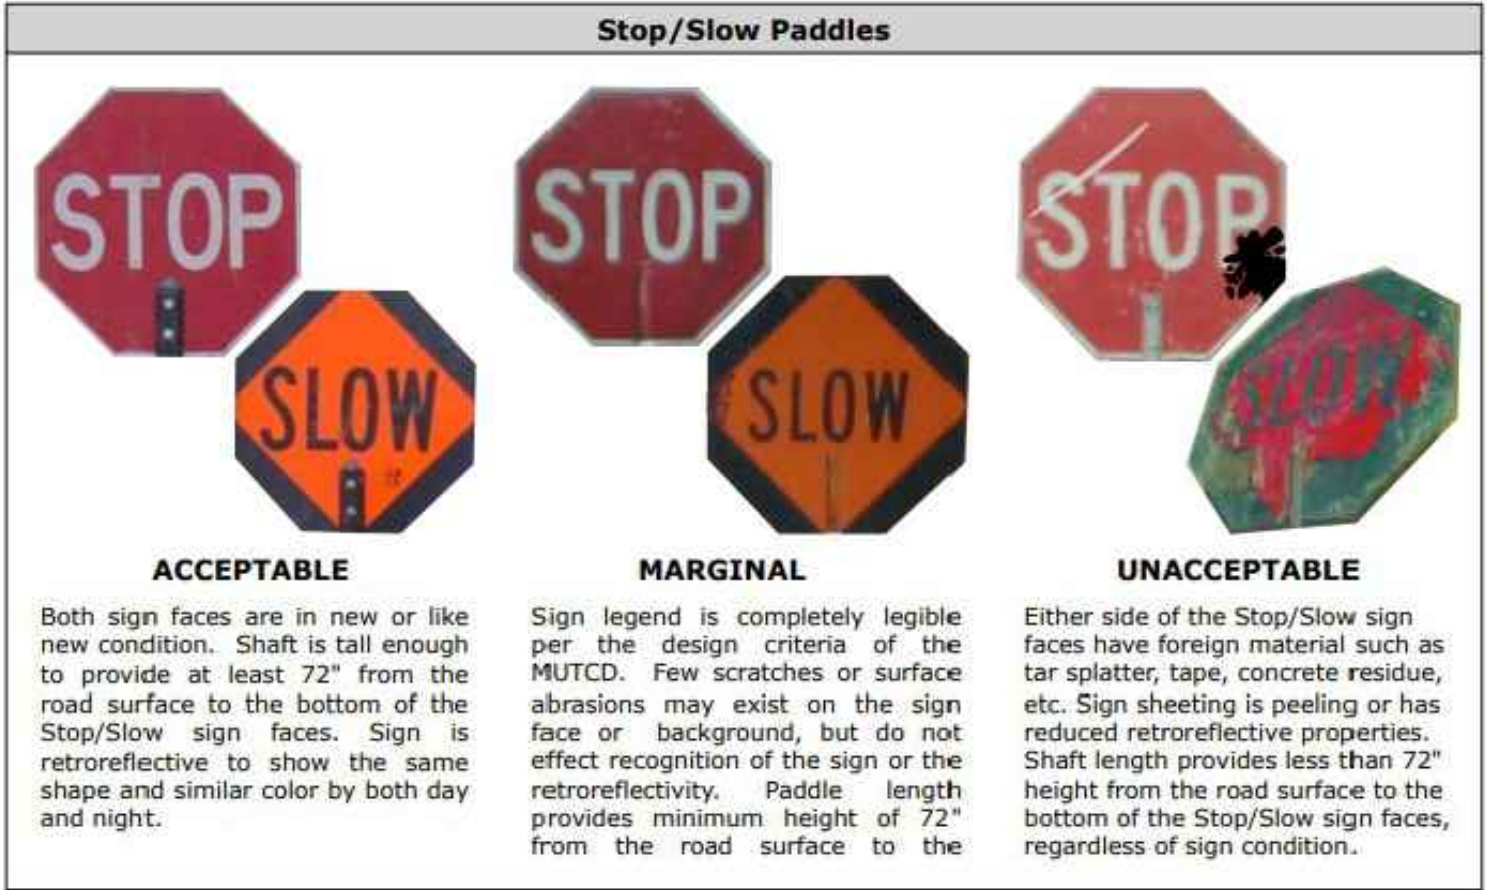 Stop/Slow Paddles
STOP
SLOW
STOP
SLOW
STOP
SLOW
ACCEPTABLE
Both sign faces are in new or like
new condition. Shaft is tall enough
to provide at least 72" from the
road surface to the bottom of the
Stop/Slow sign faces. Sign is
retroreflective to show the same
shape and similar color by both day
and night.
MARGINAL
Sign legend is completely legible
per the design criteria of the
MUTCD. Few scratches or surface
abrasions may exist on the sign
face or background, but do not
effect recognition of the sign or the
retroreflectivity. Paddle length
provides minimum height of 72"
from the road surface to the
UNACCEPTABLE
Either side of the Stop/Slow sign
faces have foreign material such as
tar splatter, tape, concrete residue,
etc. Sign sheeting is peeling or has
reduced retroreflective properties.
Shaft length provides less than 72"
height from the road surface to the
bottom of the Stop/Slow sign faces,
regardless of sign condition.